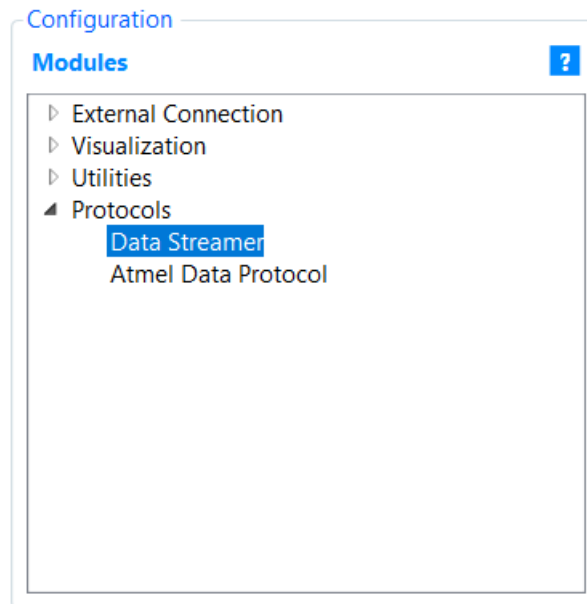 Configuration
Modules ?
External Connection
Visualization
Utilities
Protocols
Data Streamer
Atmel Data Protocol